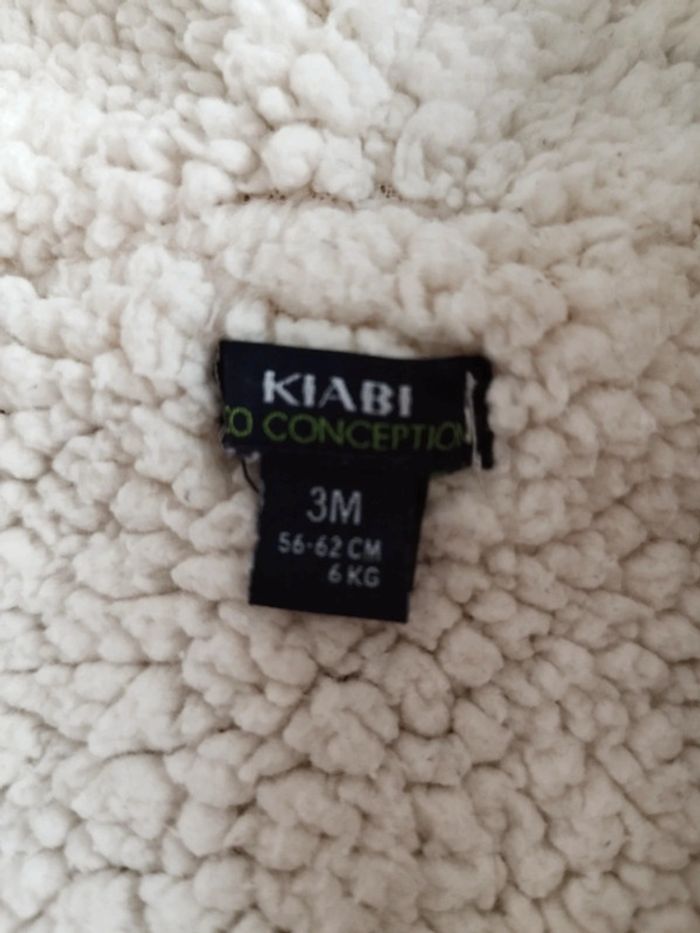 KIABI
CO CONCEPTION
3M
56-62 CM
6 KG